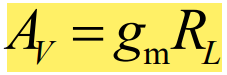 A_V = g_m R_L